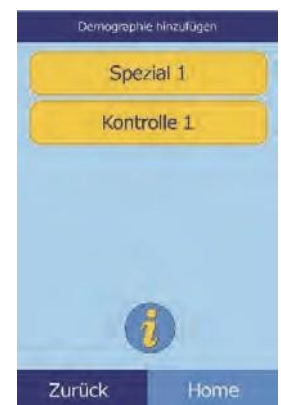 Demographie hinzufügen
Spezial 1
Kontrolle 1
i
Zurück Home